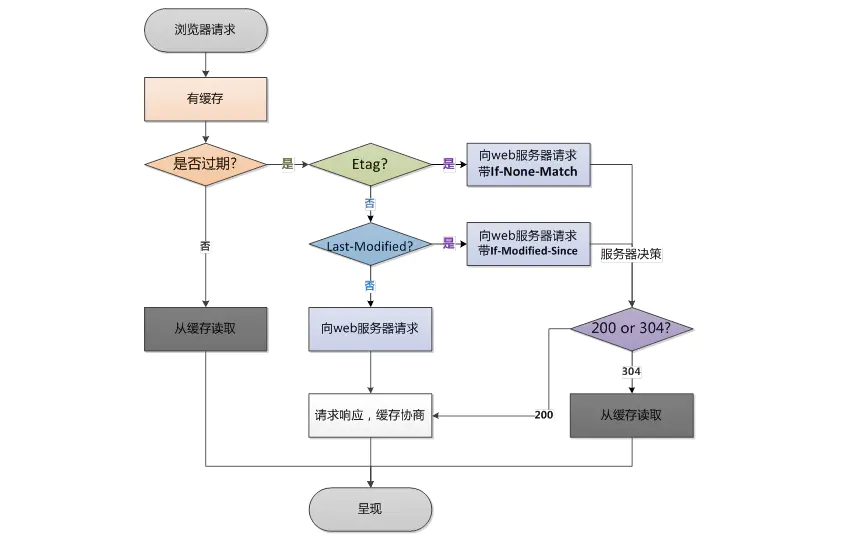 浏览器请求
有缓存
是否过期?
是
Etag?
是
向web服务器请求
带If-None-Match
否
否
Last-Modified?
是
向web服务器请求
带If-Modified-Since
服务器决策
否
从缓存读取
向web服务器请求
200 or 304?
304
请求响应，缓存协商
200
从缓存读取
呈现